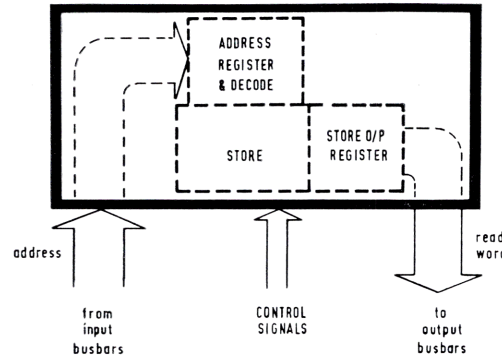 ADDRESS
REGISTER
& DECODE
STORE
STORE O/P
REGISTER
address
read
word
from
input
busbars
CONTROL
SIGNALS
to
output
busbars